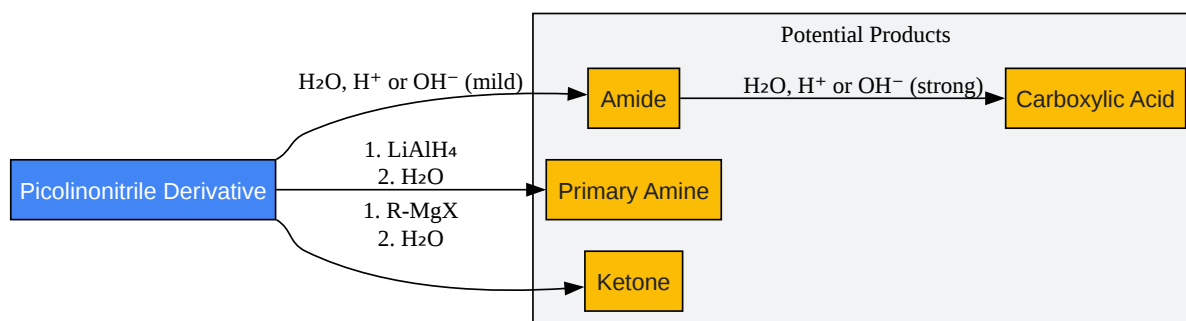 Potential Products
H₂O, H⁺ or OH⁻ (mild)
Amide
H₂O, H⁺ or OH⁻ (strong)
Carboxylic Acid
Picolinonitrile Derivative
1. LiAlH₄
2. H₂O
Primary Amine
1. R-MgX
2. H₂O
Ketone